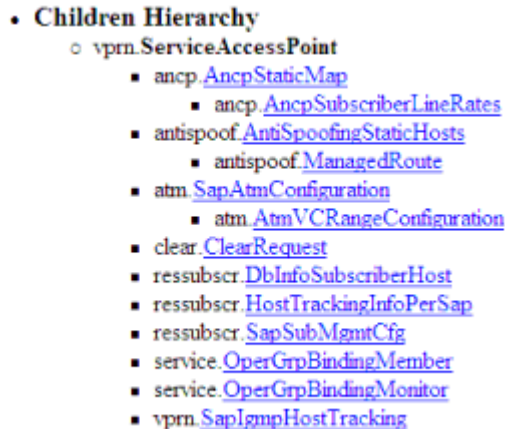 Children Hierarchy
vprn.ServiceAccessPoint
ancp.AncpStaticMap
ancp.AncpSubscriberLineRates
antispoof.AntiSpoofingStaticHosts
antispoof.ManagedRoute
atm.SapAtmConfiguration
atm.AtmVCRangeConfiguration
clear.ClearRequest
ressubscr.DbInfoSubscriberHost
ressubscr.HostTrackingInfoPerSap
ressubscr.SapSubMgmtCfg
service.OperGrpBindingMember
service.OperGrpBindingMonitor
vprn.SapIgmpHostTracking